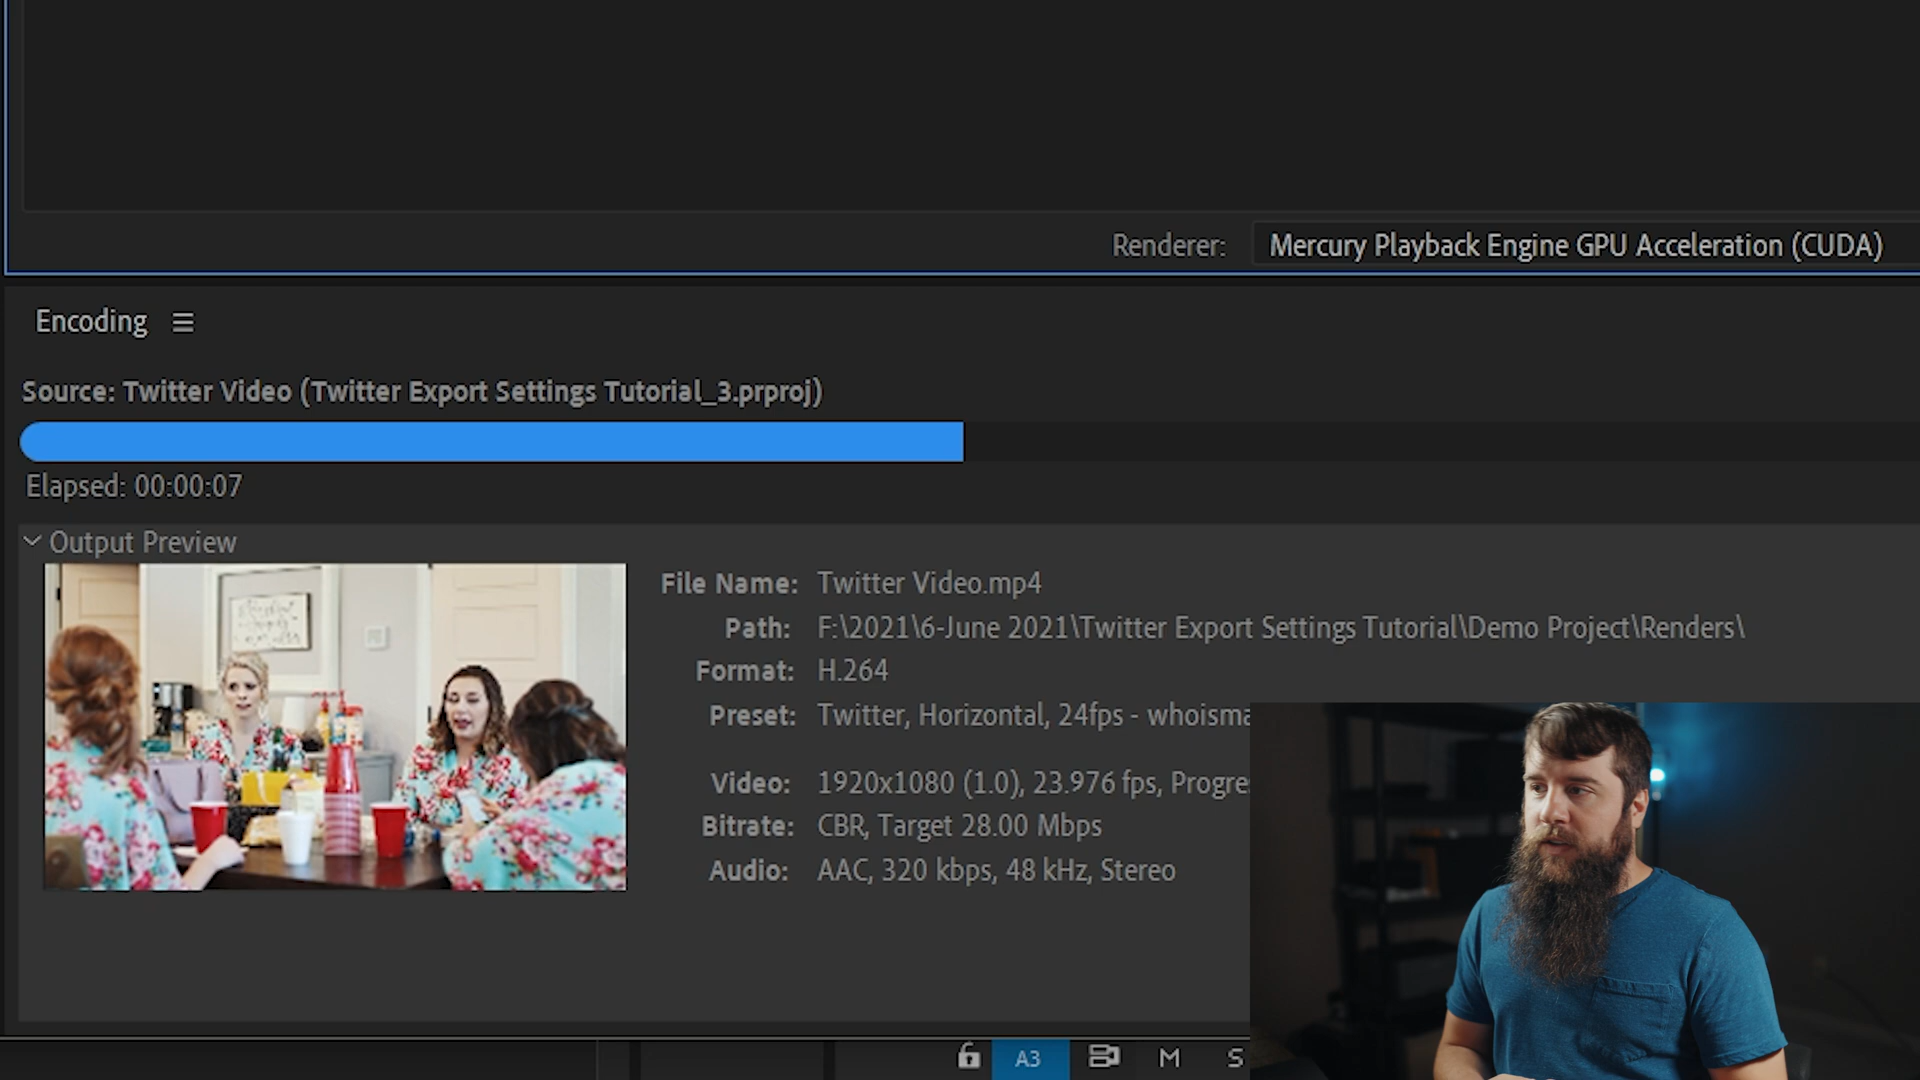 Renderer: Mercury Playback Engine GPU Acceleration (CUDA)
Encoding
Source: Twitter Video (Twitter Export Settings Tutorial_3.prproj)
Elapsed: 00:00:07
Output Preview
File Name: Twitter Video.mp4
Path: F:\2021\6-June 2021\Twitter Export Settings Tutorial\Demo Project\Renders\
Format: H.264
Preset: Twitter, Horizontal, 24fps - whoisma
Video: 1920x1080 (1.0), 23.976 fps, Progre
Bitrate: CBR, Target 28.00 Mbps
Audio: AAC, 320 kbps, 48 kHz, Stereo
A3 M S